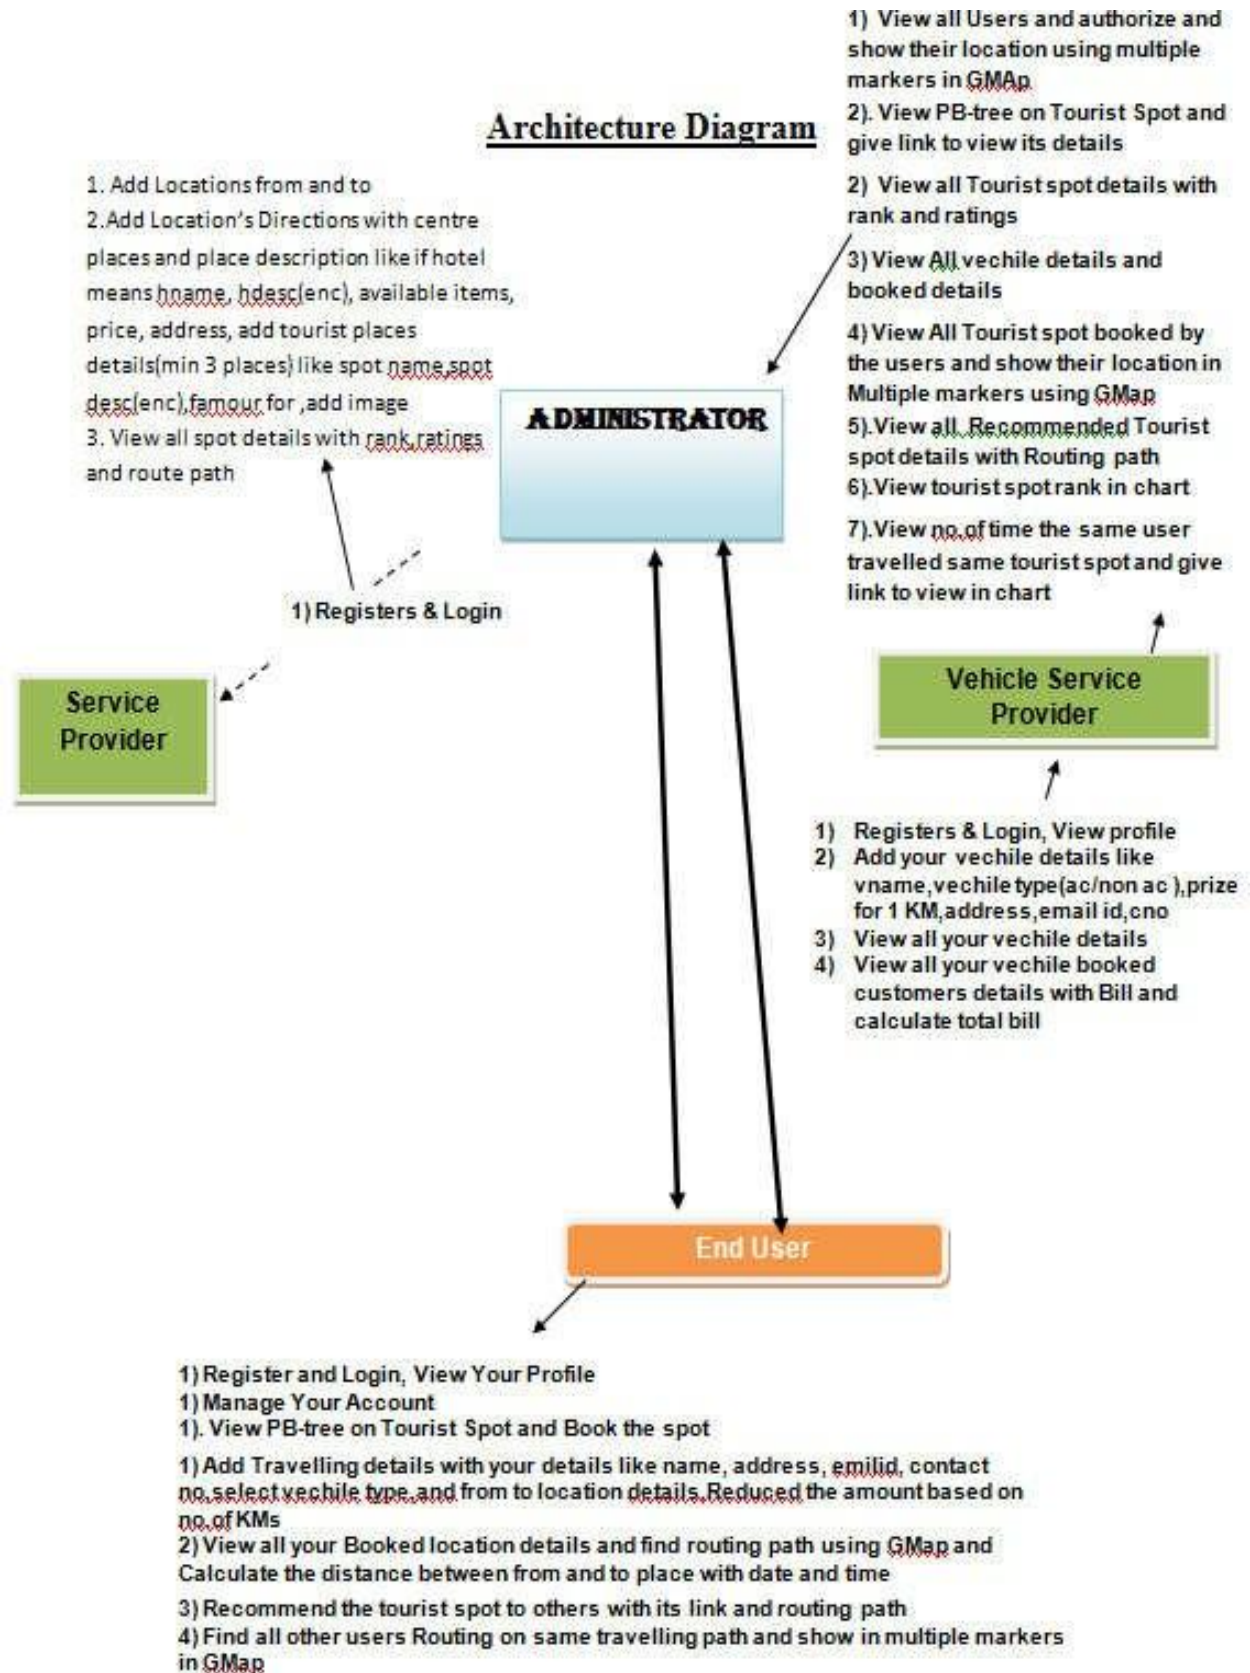 Architecture Diagram
1. Add Locations from and to
2.Add Location's Directions with centre
places and place description like if hotel
means hname, hdesc(enc), available items,
price, address, add tourist places
details(min 3 places) like spot name,spot
desc(enc),famour for ,add image
3. View all spot details with rank,ratings
and route path
1) View all Users and authorize and
show their location using multiple
markers in GMAp
2). View PB-tree on Tourist Spot and
give link to view its details
2) View all Tourist spot details with
rank and ratings
3) View All vechile details and
booked details
4) View All Tourist spot booked by
the users and show their location in
Multiple markers using GMap
5).View all Recommended Tourist
spot details with Routing path
6).View tourist spot rank in chart
7).View no.of time the same user
travelled same tourist spot and give
link to view in chart
ADMINISTRATOR
1) Registers & Login
Service
Provider
Vehicle Service
Provider
1) Registers & Login, View profile
2) Add your vechile details like
vname,vechile type(ac/non ac ),prize
for 1 KM,address,email id,cno
3) View all your vechile details
4) View all your vechile booked
customers details with Bill and
calculate total bill
End User
1) Register and Login, View Your Profile
1) Manage Your Account
1). View PB-tree on Tourist Spot and Book the spot
1) Add Travelling details with your details like name, address, emilid, contact
no,select vechile type,and from to location details,Reduced the amount based on
no.of KMs
2) View all your Booked location details and find routing path using GMap and
Calculate the distance between from and to place with date and time
3) Recommend the tourist spot to others with its link and routing path
4) Find all other users Routing on same travelling path and show in multiple markers
in GMap